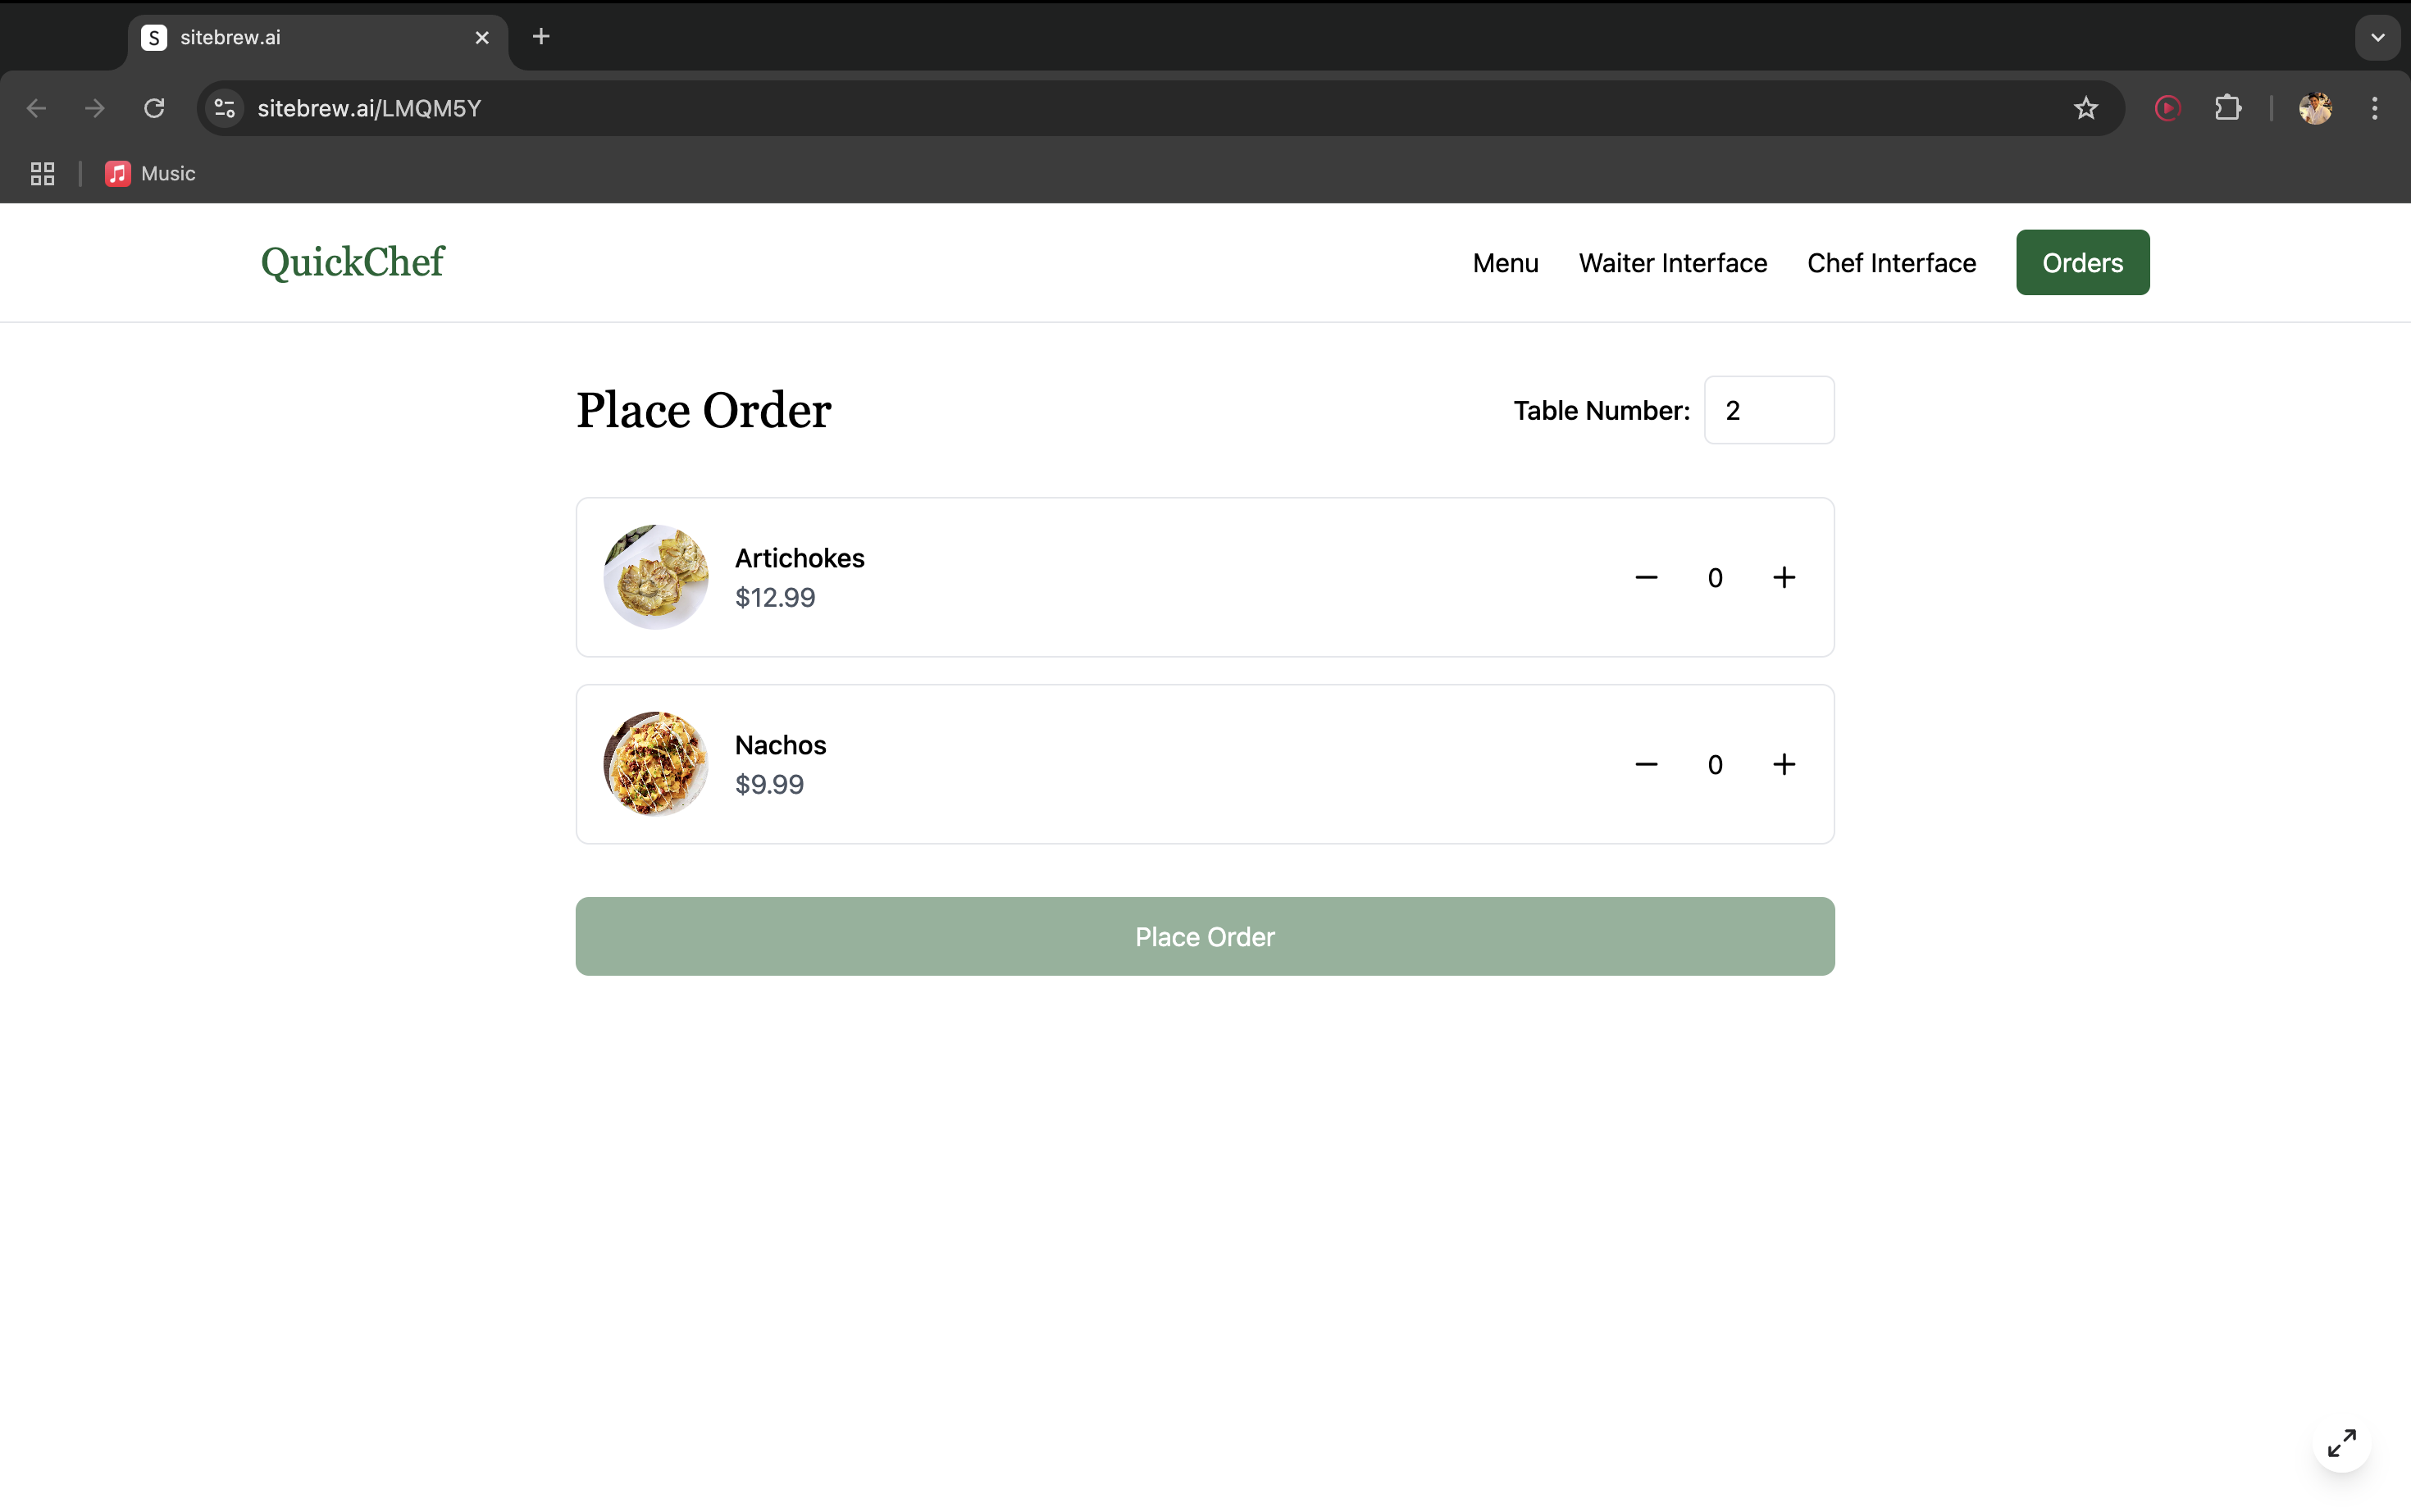 S sitebrew.ai
sitebrew.ai/LMQM5Y
Music
QuickChef
Menu Waiter Interface Chef Interface Orders
Place Order
Table Number: 2
Artichokes
$12.99
0
Nachos
$9.99
0
Place Order